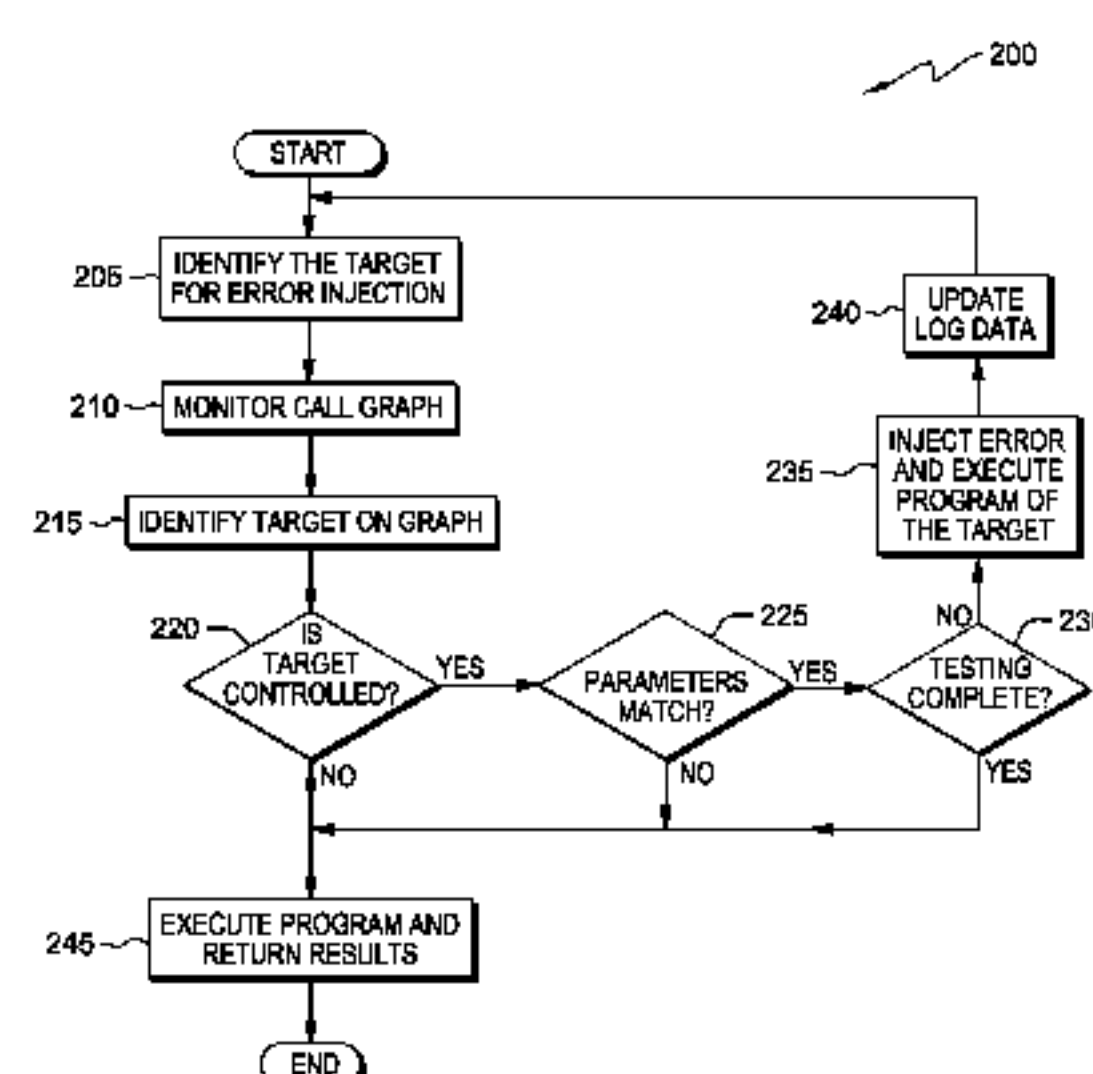 200
START
205
IDENTIFY THE TARGET
FOR ERROR INJECTION
240
UPDATE
LOG DATA
210
MONITOR CALL GRAPH
235
INJECT ERROR
AND EXECUTE
PROGRAM OF
THE TARGET
215
IDENTIFY TARGET ON GRAPH
220
IS
TARGET
CONTROLLED?
YES
NO
225
PARAMETERS
MATCH?
YES
NO
230
TESTING
COMPLETE?
NO
YES
245
EXECUTE PROGRAM AND
RETURN RESULTS
END